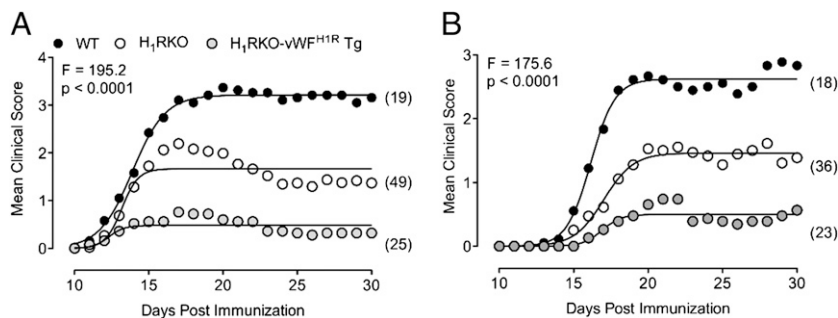 A
B
WT H₁RKO H₁RKO-vWFᴴ¹ᴿ Tg
F = 195.2
p < 0.0001
Mean Clinical Score
4
3
2
1
0
(19)
(49)
(25)
10 15 20 25 30
Days Post Immunization
F = 175.6
p < 0.0001
Mean Clinical Score
3
2
1
0
(18)
(36)
(23)
10 15 20 25 30
Days Post Immunization